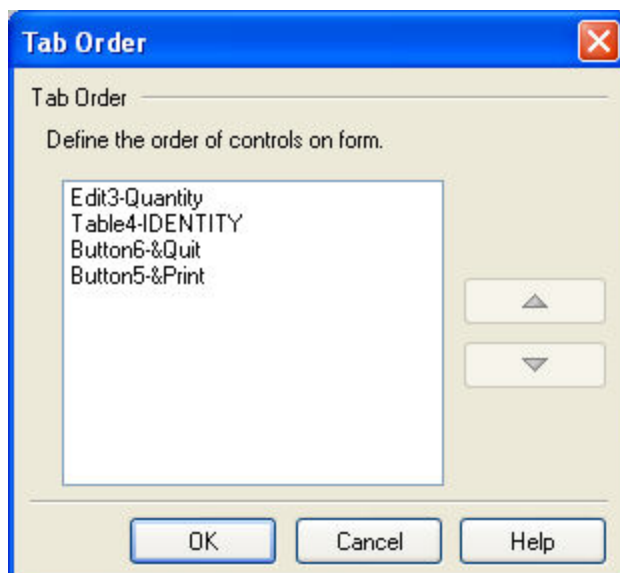 Tab Order
Tab Order
Define the order of controls on form.
Edit3-Quantity
Table4-IDENTITY
Button6-&Quit
Button5-&Print
OK Cancel Help